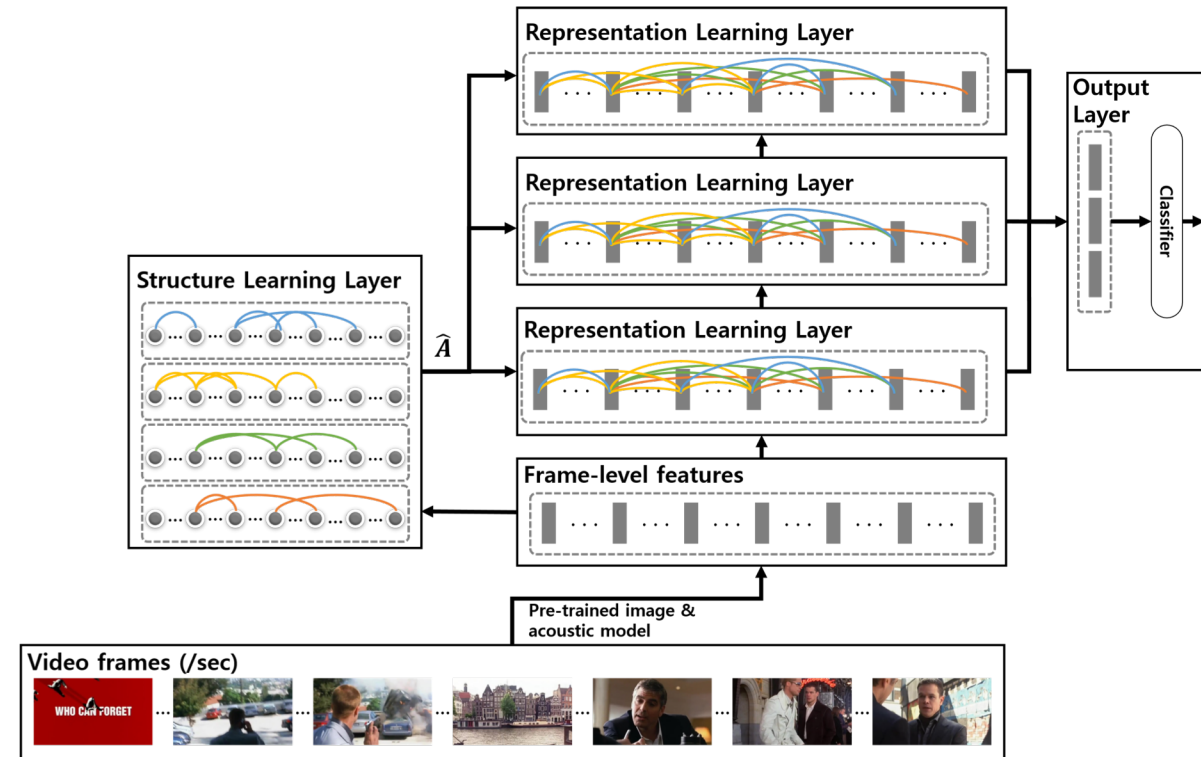 Representation Learning Layer
Representation Learning Layer
Representation Learning Layer
Output
Layer
Classifier
Structure Learning Layer
Â
Frame-level features
Pre-trained image &
acoustic model
Video frames (/sec)
WHO CAN FORGET